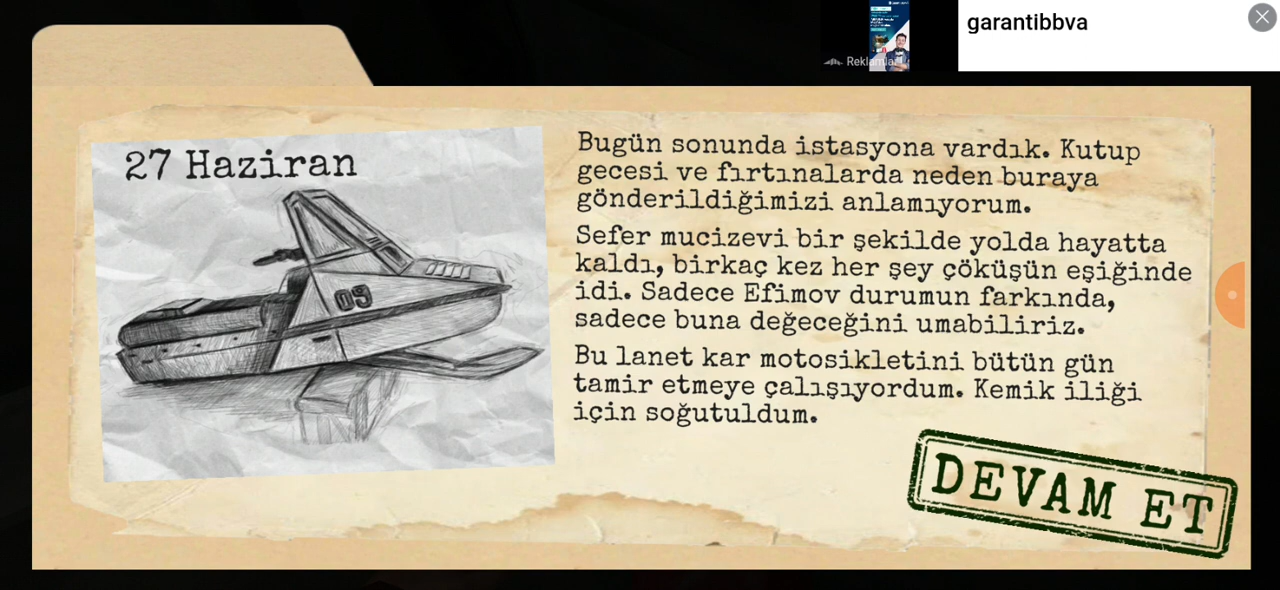 garantibbva
Reklamlar
27 Haziran
09
Bugün sonunda istasyona vardık. Kutup
gecesi ve fırtınalarda neden buraya
gönderildiğimizi anlamıyorum.
Sefer mucizevi bir şekilde yolda hayatta
kaldı, birkaç kez her şey çöküşün eşiğinde
idi. Sadece Efimov durumun farkında,
sadece buna değeceğini umabiliriz.
Bu lanet kar motosikletini bütün gün
tamir etmeye çalışıyordum. Kemik iliği
için soğutuldum.
DEVAM ET